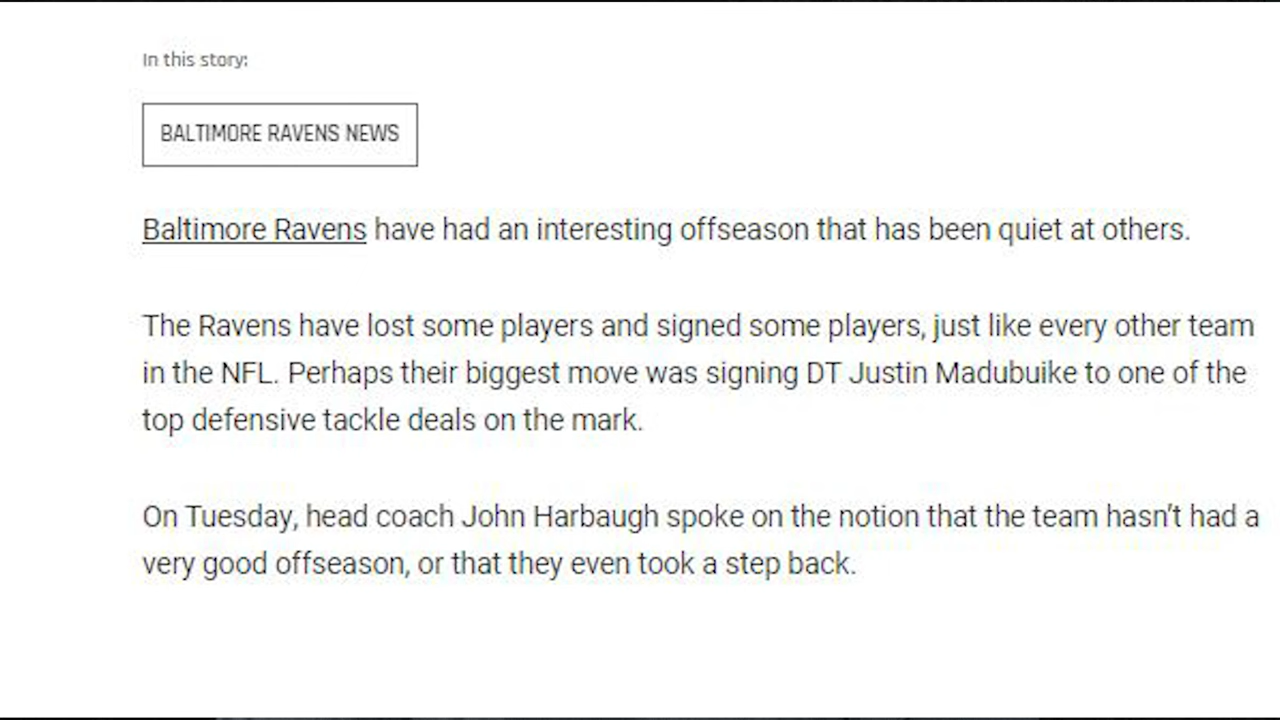 In this story:
BALTIMORE RAVENS NEWS
Baltimore Ravens have had an interesting offseason that has been quiet at others.
The Ravens have lost some players and signed some players, just like every other team
in the NFL. Perhaps their biggest move was signing DT Justin Madubuike to one of the
top defensive tackle deals on the mark.
On Tuesday, head coach John Harbaugh spoke on the notion that the team hasn’t had a
very good offseason, or that they even took a step back.